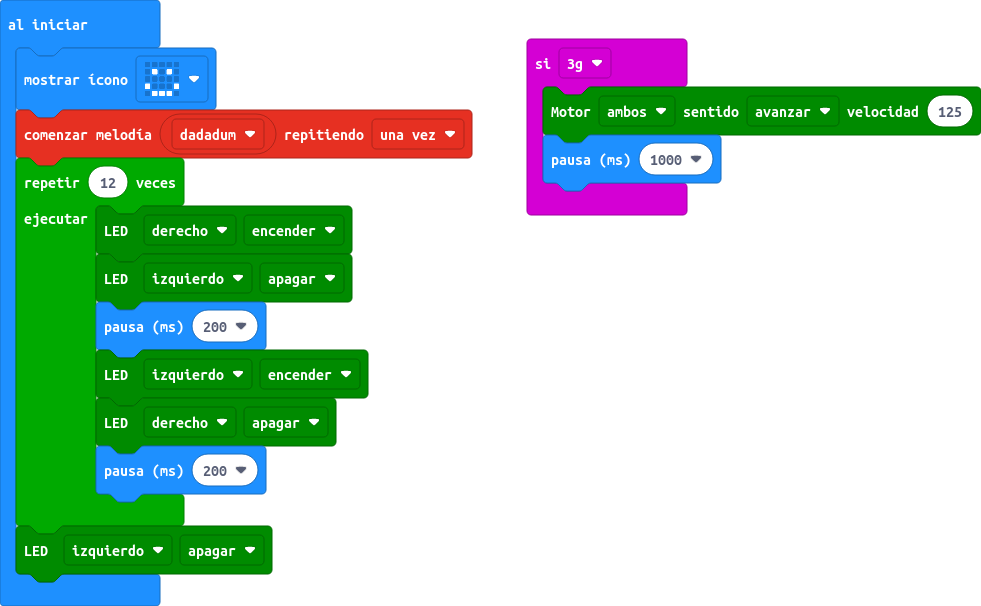 al iniciar
mostrar ícono
comenzar melodía dadadum repitiendo una vez
repetir 12 veces
ejecutar
LED derecho encender
LED izquierdo apagar
pausa (ms) 200
LED izquierdo encender
LED derecho apagar
pausa (ms) 200
LED izquierdo apagar
si 3g
Motor ambos sentido avanzar velocidad 125
pausa (ms) 1000